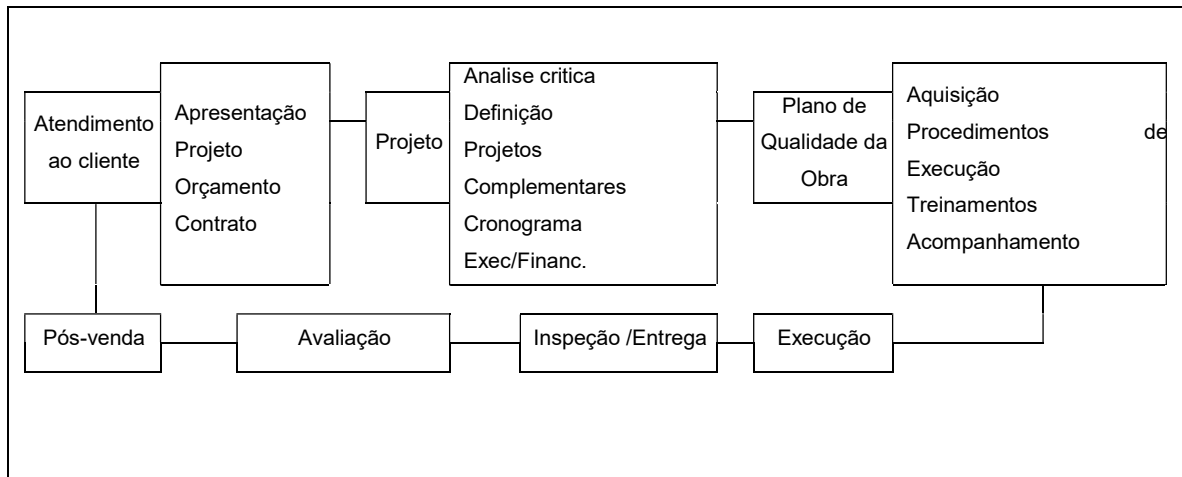 Atendimento
ao cliente
Apresentação
Projeto
Orçamento
Contrato
Projeto
Analise critica
Definição
Projetos
Complementares
Cronograma
Exec/Financ.
Plano de
Qualidade da
Obra
Aquisição
Procedimentos de
Execução
Treinamentos
Acompanhamento
Pós-venda
Avaliação
Inspeção /Entrega
Execução